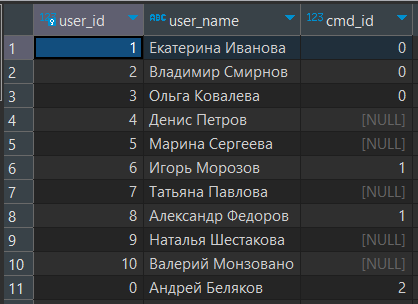 123 user_id ABC user_name 123 cmd_id
1 1 Екатерина Иванова 0
2 2 Владимир Смирнов 0
3 3 Ольга Ковалева 0
4 4 Денис Петров [NULL]
5 5 Марина Сергеева [NULL]
6 6 Игорь Морозов 1
7 7 Татьяна Павлова [NULL]
8 8 Александр Федоров 1
9 9 Наталья Шестакова [NULL]
10 10 Валерий Монзовано [NULL]
11 0 Андрей Беляков 2